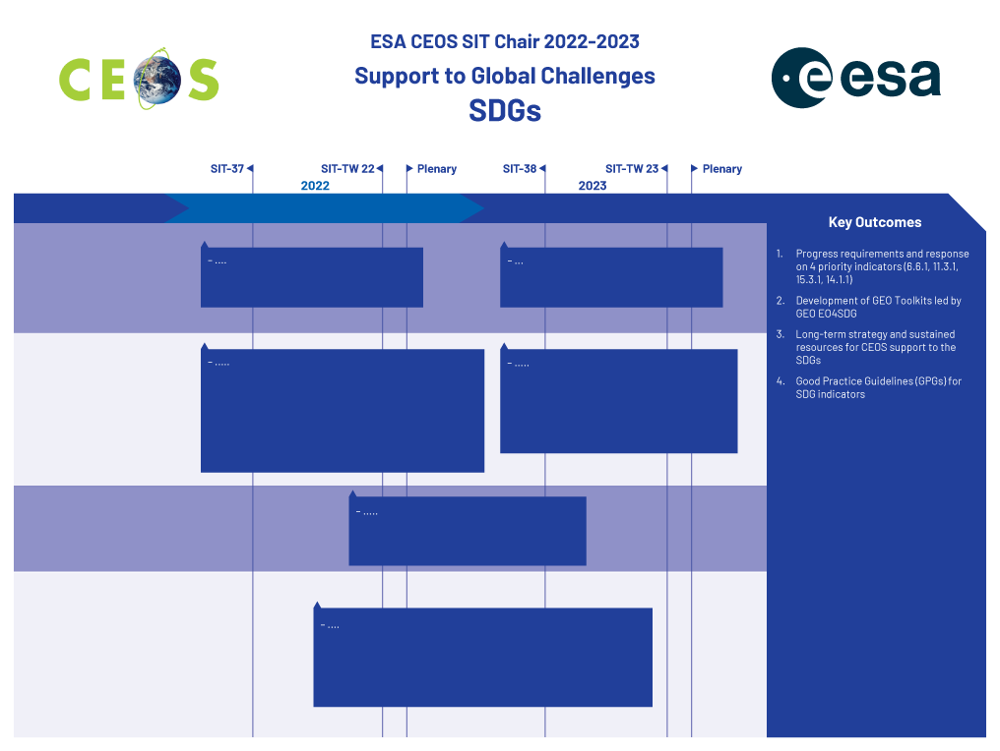 ESA CEOS SIT Chair 2022-2023
CEOS
Support to Global Challenges
esa
SDGs
SIT-37
SIT-TW 22
Plenary
SIT-38
SIT-TW 23
Plenary
2022
2023
Key Outcomes
1. Progress requirements and response
on 4 priority indicators (6.6.1, 11.3.1,
15.3.1, 14.1.1)
2. Development of GEO Toolkits led by
GEO EO4SDG
3. Long-term strategy and sustained
resources for CEOS support to the
SDGs
4. Good Practice Guidelines (GPGs) for
SDG indicators
– ....
– ...
– .....
– .....
– .....
– ....